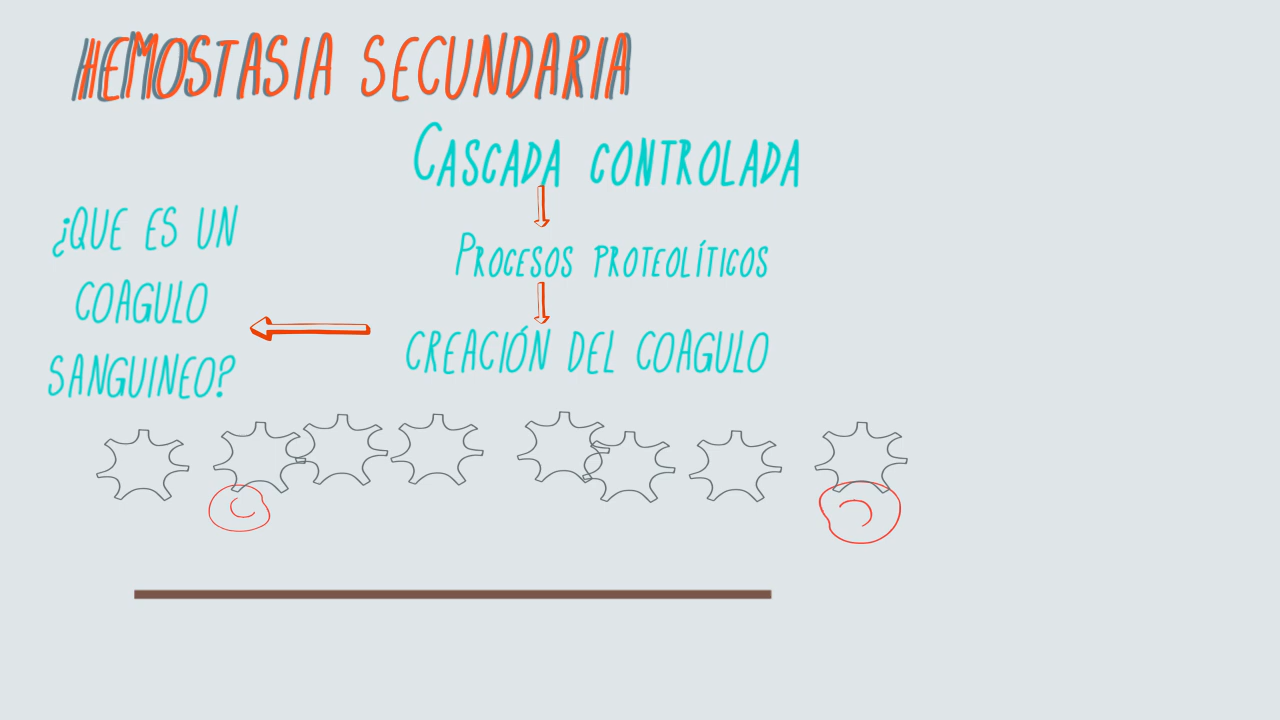 HEMOSTASIA SECUNDARIA
CASCADA CONTROLADA
PROCESOS PROTEOLÍTICOS
CREACIÓN DEL COAGULO
¿QUE ES UN
COAGULO
SANGUINEO?